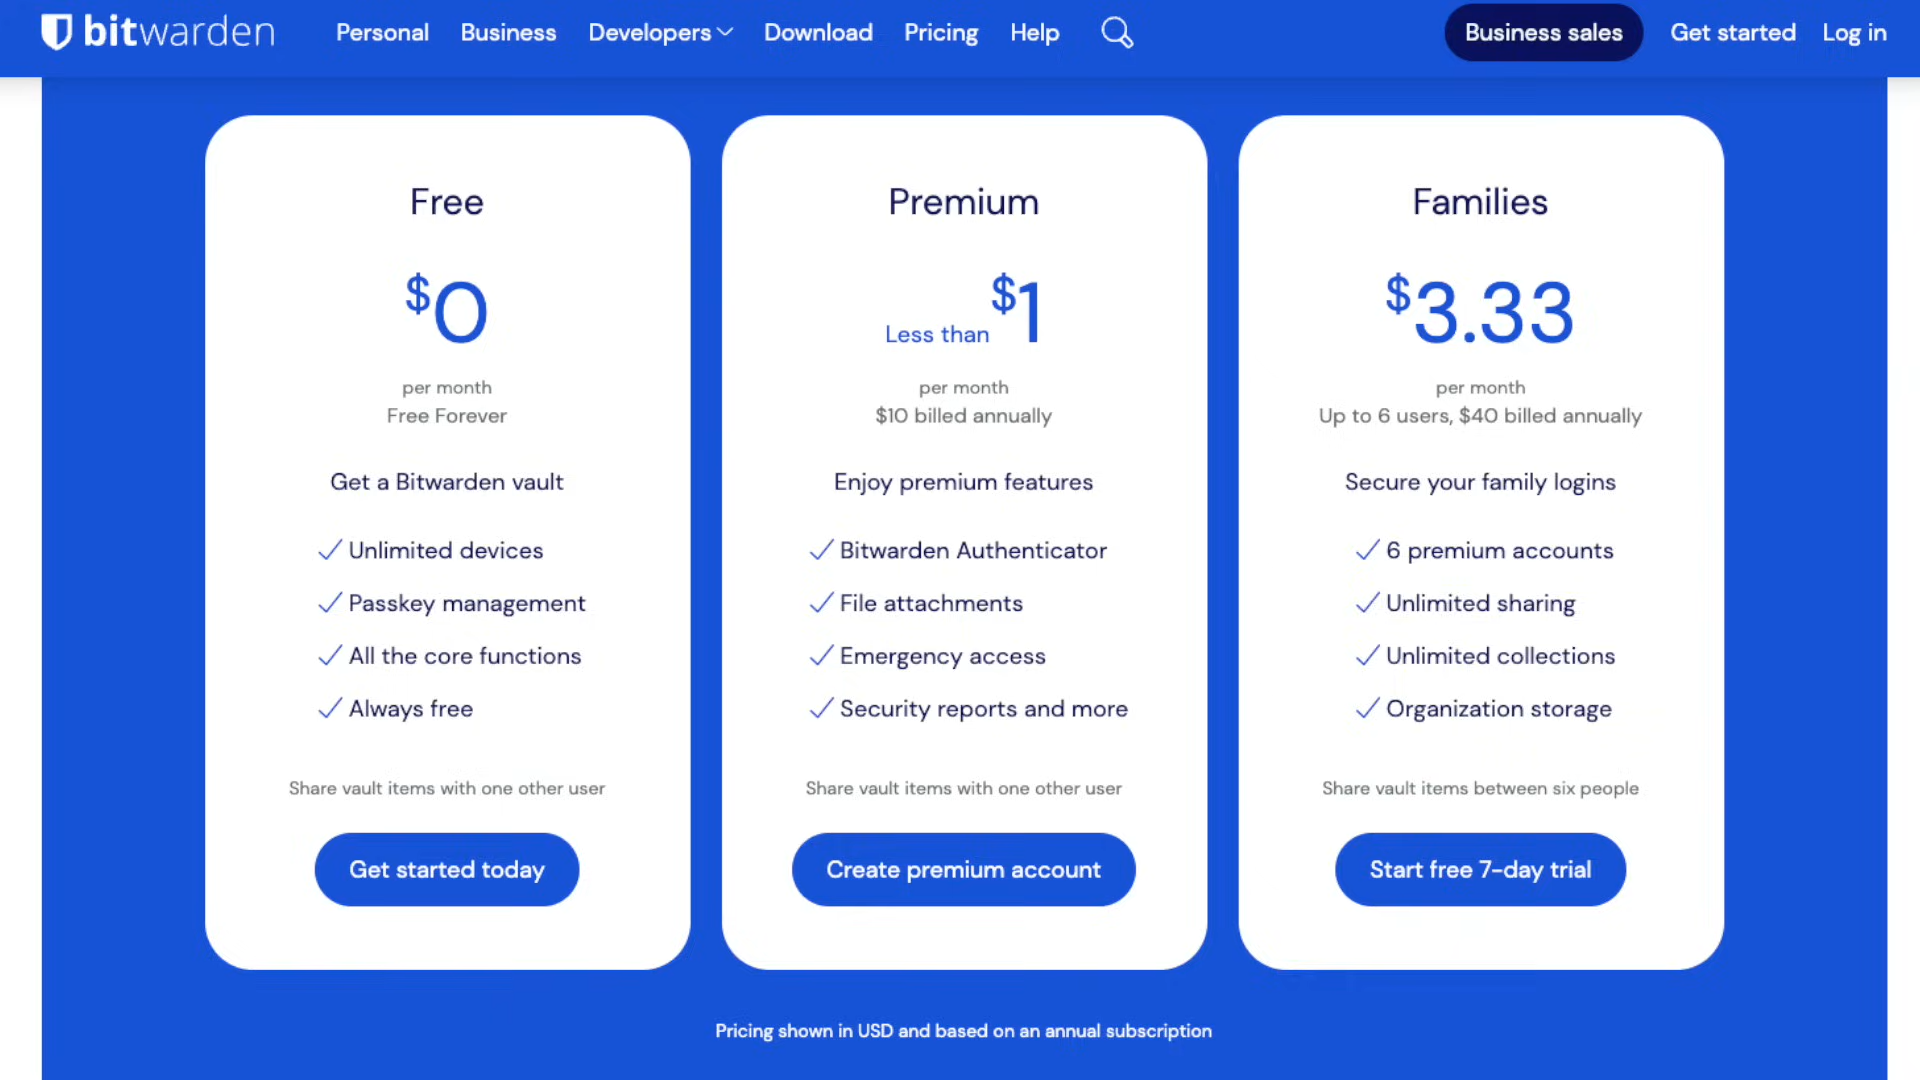 bitwarden Personal Business Developers Download Pricing Help Business sales Get started Log in
Free
$0
per month
Free Forever
Get a Bitwarden vault
Unlimited devices
Passkey management
All the core functions
Always free
Share vault items with one other user
Get started today
Premium
Less than $1
per month
$10 billed annually
Enjoy premium features
Bitwarden Authenticator
File attachments
Emergency access
Security reports and more
Share vault items with one other user
Create premium account
Families
$3.33
per month
Up to 6 users, $40 billed annually
Secure your family logins
6 premium accounts
Unlimited sharing
Unlimited collections
Organization storage
Share vault items between six people
Start free 7-day trial
Pricing shown in USD and based on an annual subscription